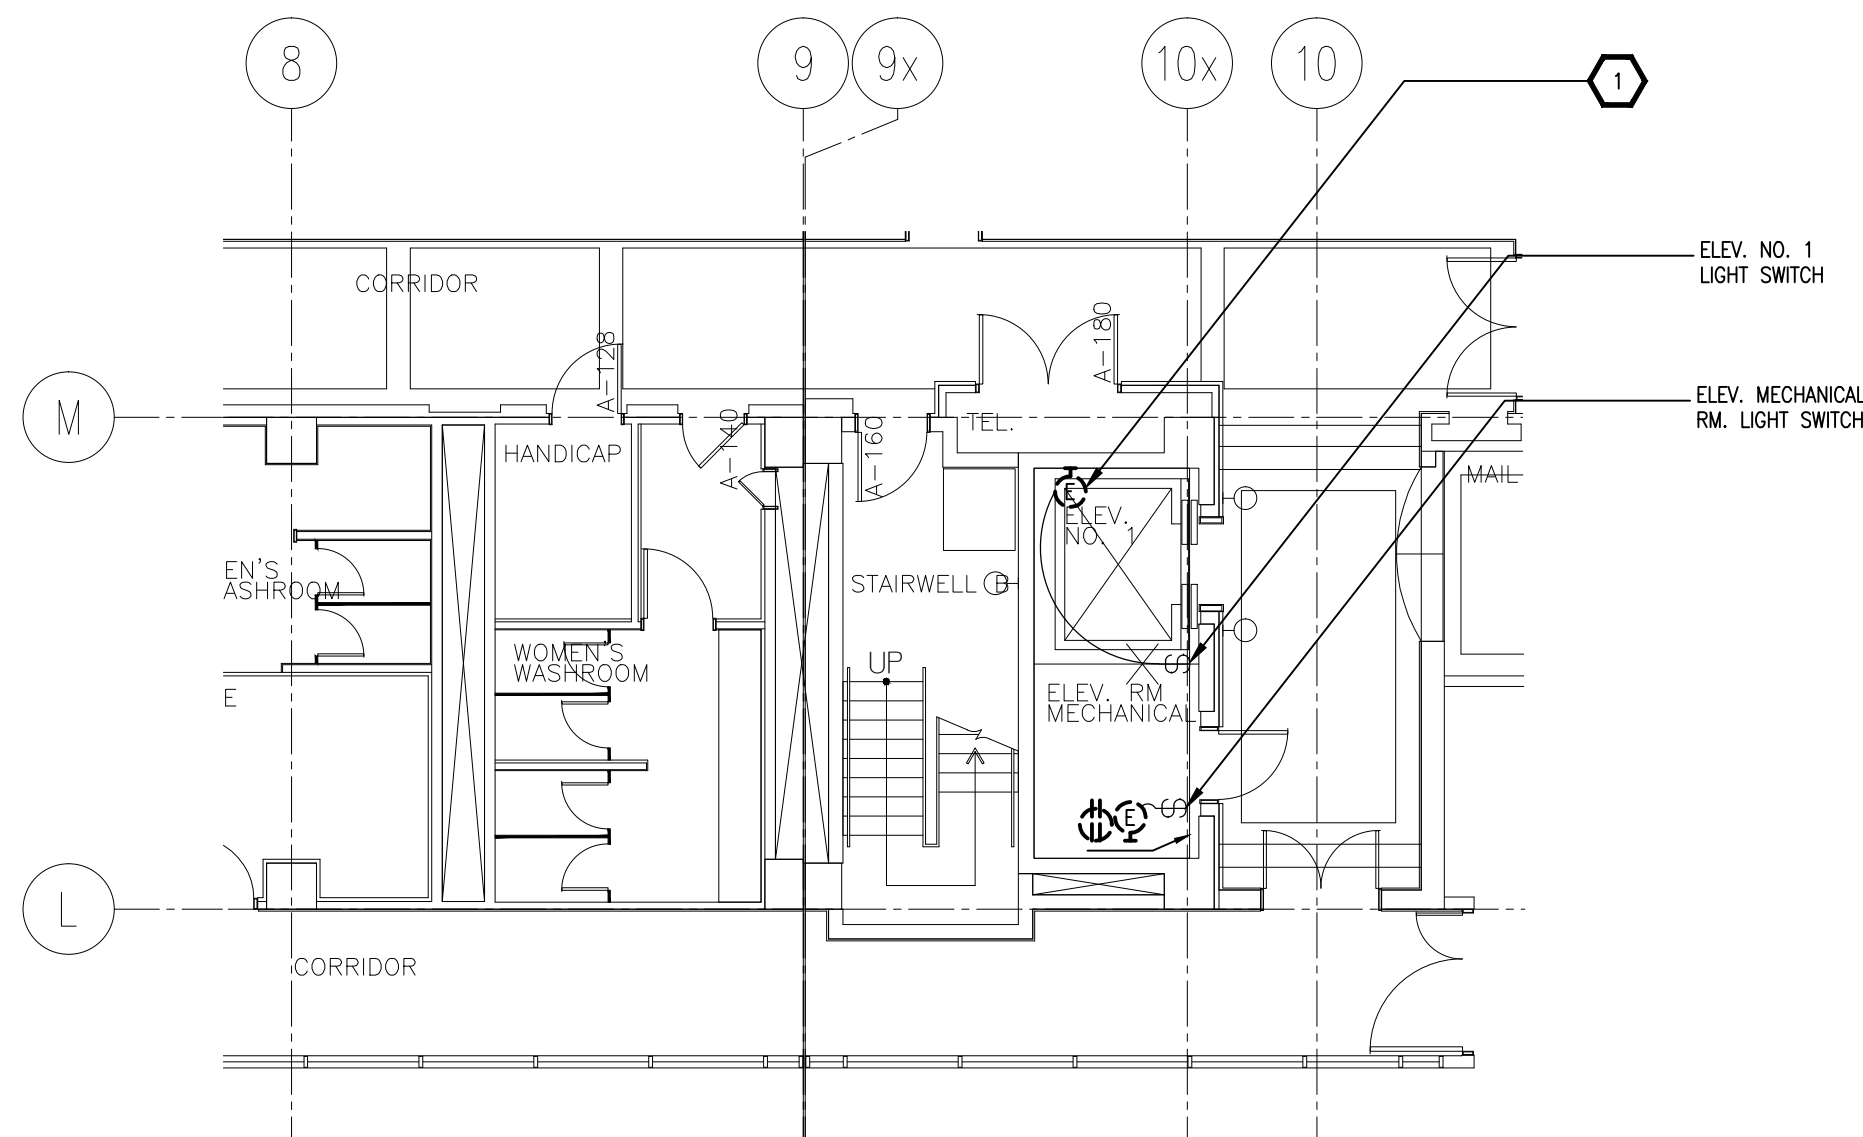 8
9
9x
10x
10
1
ELEV. NO. 1
LIGHT SWITCH
CORRIDOR
A-128
A-180
ELEV. MECHANICAL
RM. LIGHT SWITCH
M
TEL.
A-140
A-160
HANDICAP
MAIL
E
ELEV.
NO. 1
EN'S
ASHROOM
STAIRWELL B
WOMEN'S
WASHROOM
UP
S
E
ELEV. RM
MECHANICAL
S
E
L
CORRIDOR